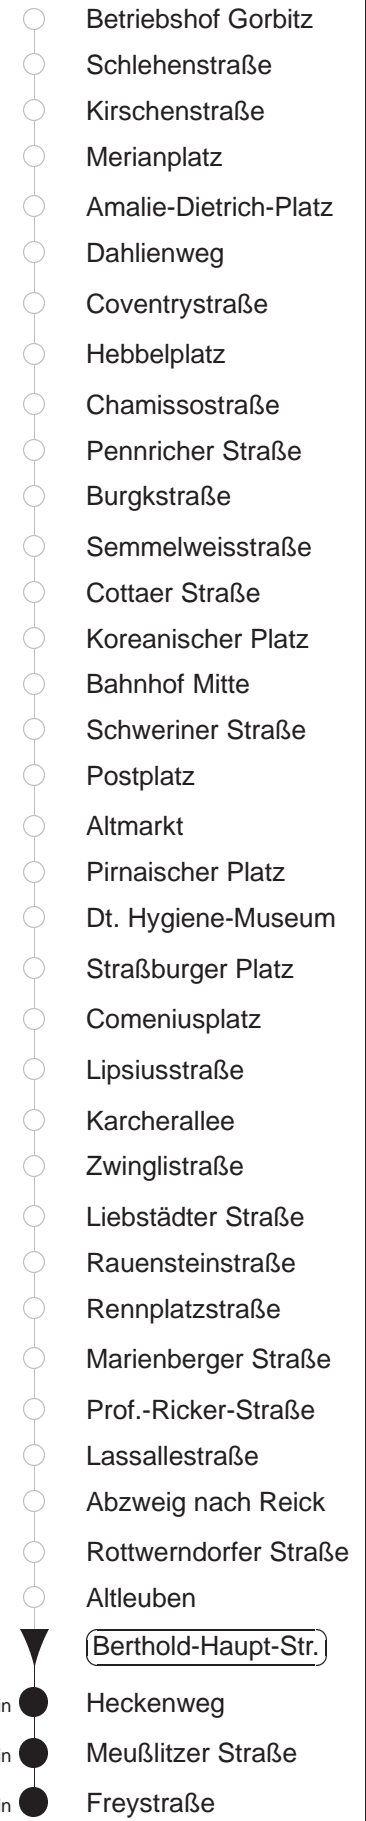 Betriebshof Gorbitz
Schlehenstraße
Kirschenstraße
Merianplatz
Amalie-Dietrich-Platz
Dahlienweg
Coventrystraße
Hebbelplatz
Chamissostraße
Pennricher Straße
Burgkstraße
Semmelweisstraße
Cottaer Straße
Koreanischer Platz
Bahnhof Mitte
Schweriner Straße
Postplatz
Altmarkt
Pirnaischer Platz
Dt. Hygiene-Museum
Straßburger Platz
Comeniusplatz
Lipsiusstraße
Karcherallee
Zwinglistraße
Liebstädter Straße
Rauensteinstraße
Rennplatzstraße
Marienberger Straße
Prof.-Ricker-Straße
Lassallestraße
Abzweig nach Reick
Rottwerndorfer Straße
Altleuben
Berthold-Haupt-Str.
Heckenweg
Meußlitzer Straße
Freystraße